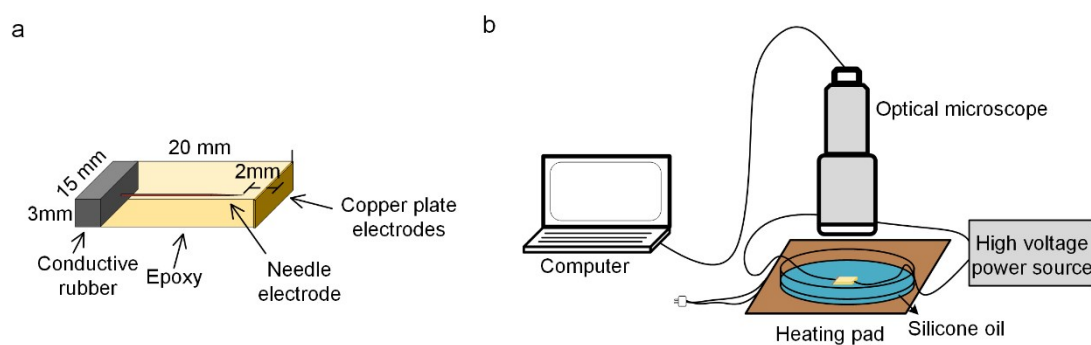 a
20 mm
15 mm
2mm
3mm
Copper plate
electrodes
Conductive
rubber
Epoxy
Needle
electrode
b
Optical microscope
Computer
High voltage
power source
Heating pad
Silicone oil